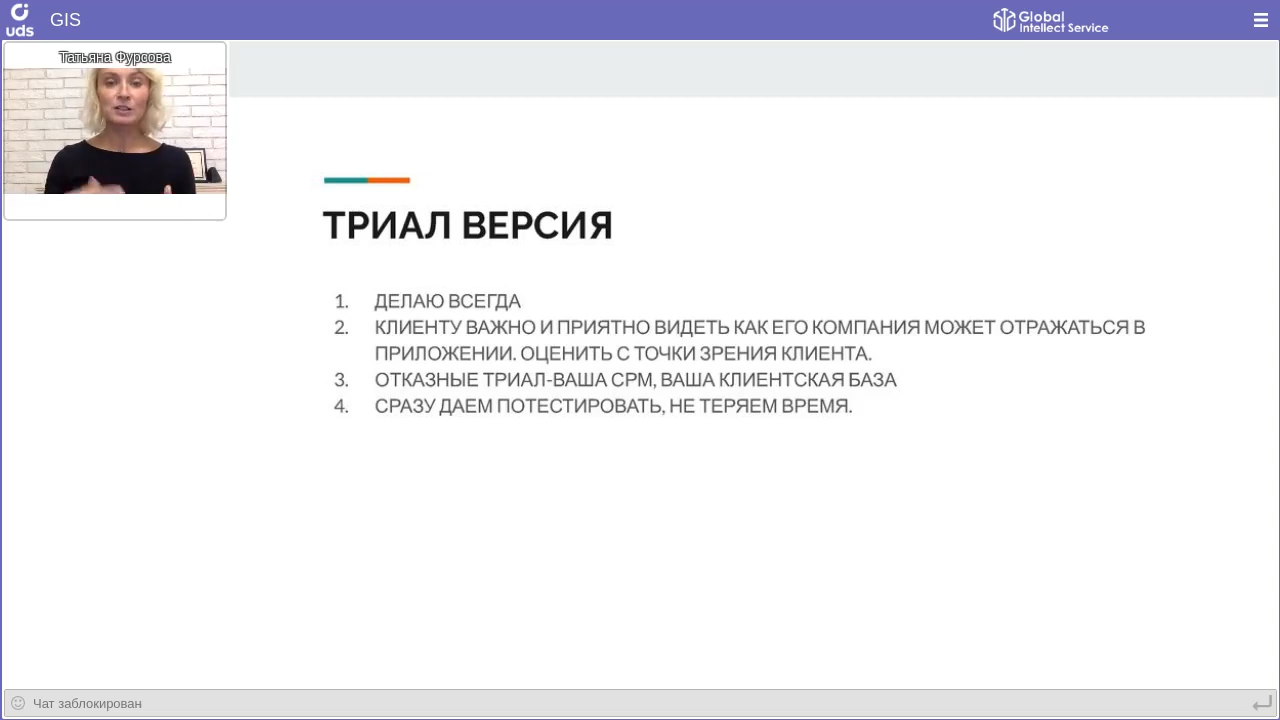 uds
GIS
Global
Intellect Service
Татьяна Фурсова
ТРИАЛ ВЕРСИЯ
1. ДЕЛАЮ ВСЕГДА
2. КЛИЕНТУ ВАЖНО И ПРИЯТНО ВИДЕТЬ КАК ЕГО КОМПАНИЯ МОЖЕТ ОТРАЖАТЬСЯ В
ПРИЛОЖЕНИИ. ОЦЕНИТЬ С ТОЧКИ ЗРЕНИЯ КЛИЕНТА.
3. ОТКАЗНЫЕ ТРИАЛ-ВАША СРМ, ВАША КЛИЕНТСКАЯ БАЗА
4. СРАЗУ ДАЕМ ПОТЕСТИРОВАТЬ, НЕ ТЕРЯЕМ ВРЕМЯ.
Чат заблокирован